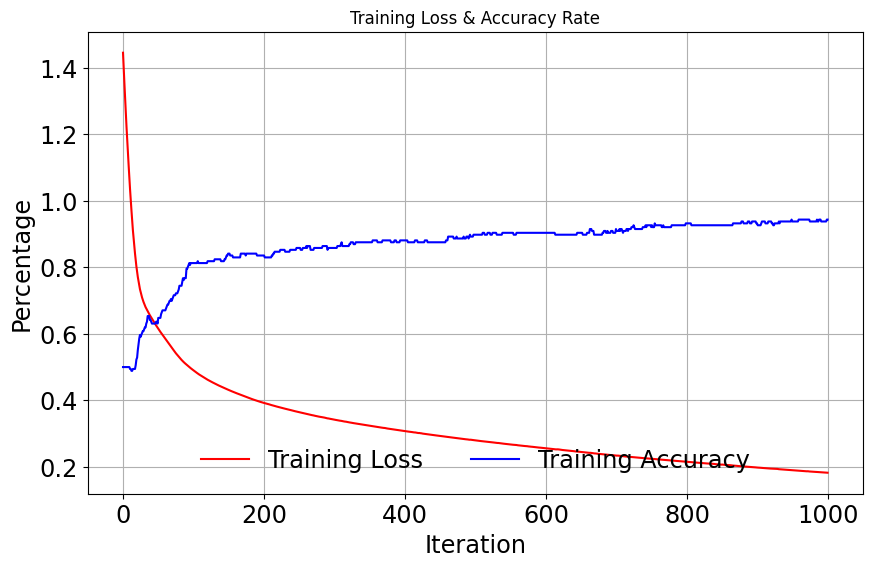 Training Loss & Accuracy Rate
1.4
1.2
1.0
0.8
0.6
0.4
0.2
Percentage
Training Loss
Training Accuracy
0 200 400 600 800 1000
Iteration